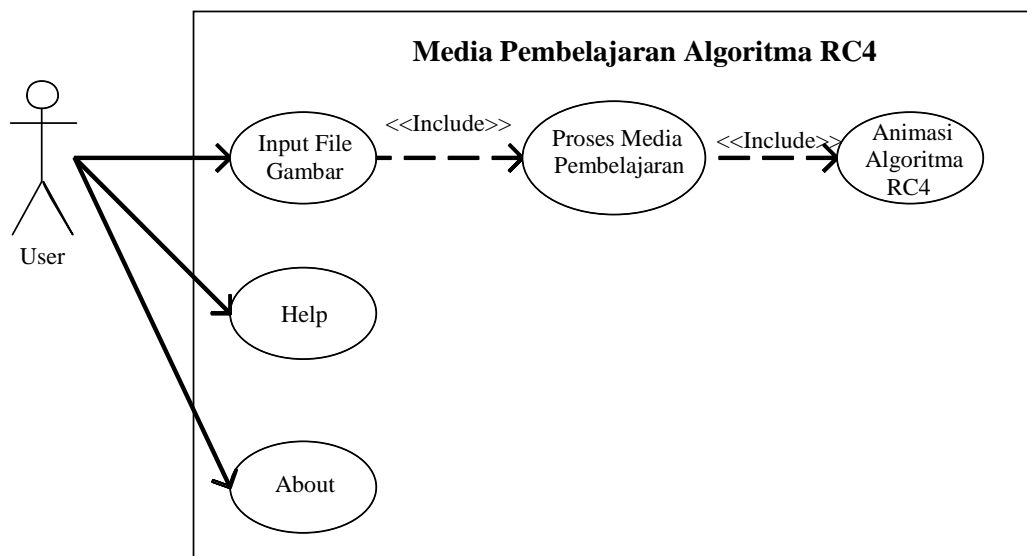 Media Pembelajaran Algoritma RC4
Input File
Gambar
<<Include>>
Proses Media
Pembelajaran
<<Include>>
Animasi
Algoritma
RC4
User
Help
About